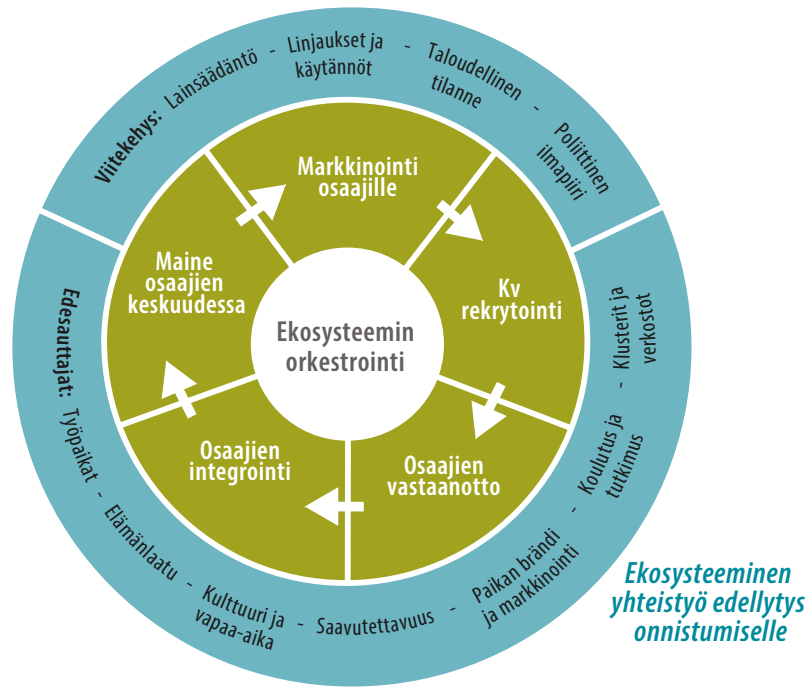 Viitekehys: Lainsäädäntö - Linjaukset ja
käytännöt - Taloudellinen
tilanne - Poliittinen
ilmapiiri
Markkinointi
osaajille
Kv
rekrytointi
Osaajien
vastaanotto
Osaajien
integrointi
Maine
osaajien
keskuudessa
Ekosysteemin
orkestrointi
Edesauttajat: Työpaikat - Elämänlaatu - Kulttuuri ja
vapaa-aika - Saavutettavuus - Paikan brändi
ja markkinointi - Koulutus ja
tutkimus - Klusterit ja
verkostot
Ekosysteeminen
yhteistyö edellytys
onnistumiselle